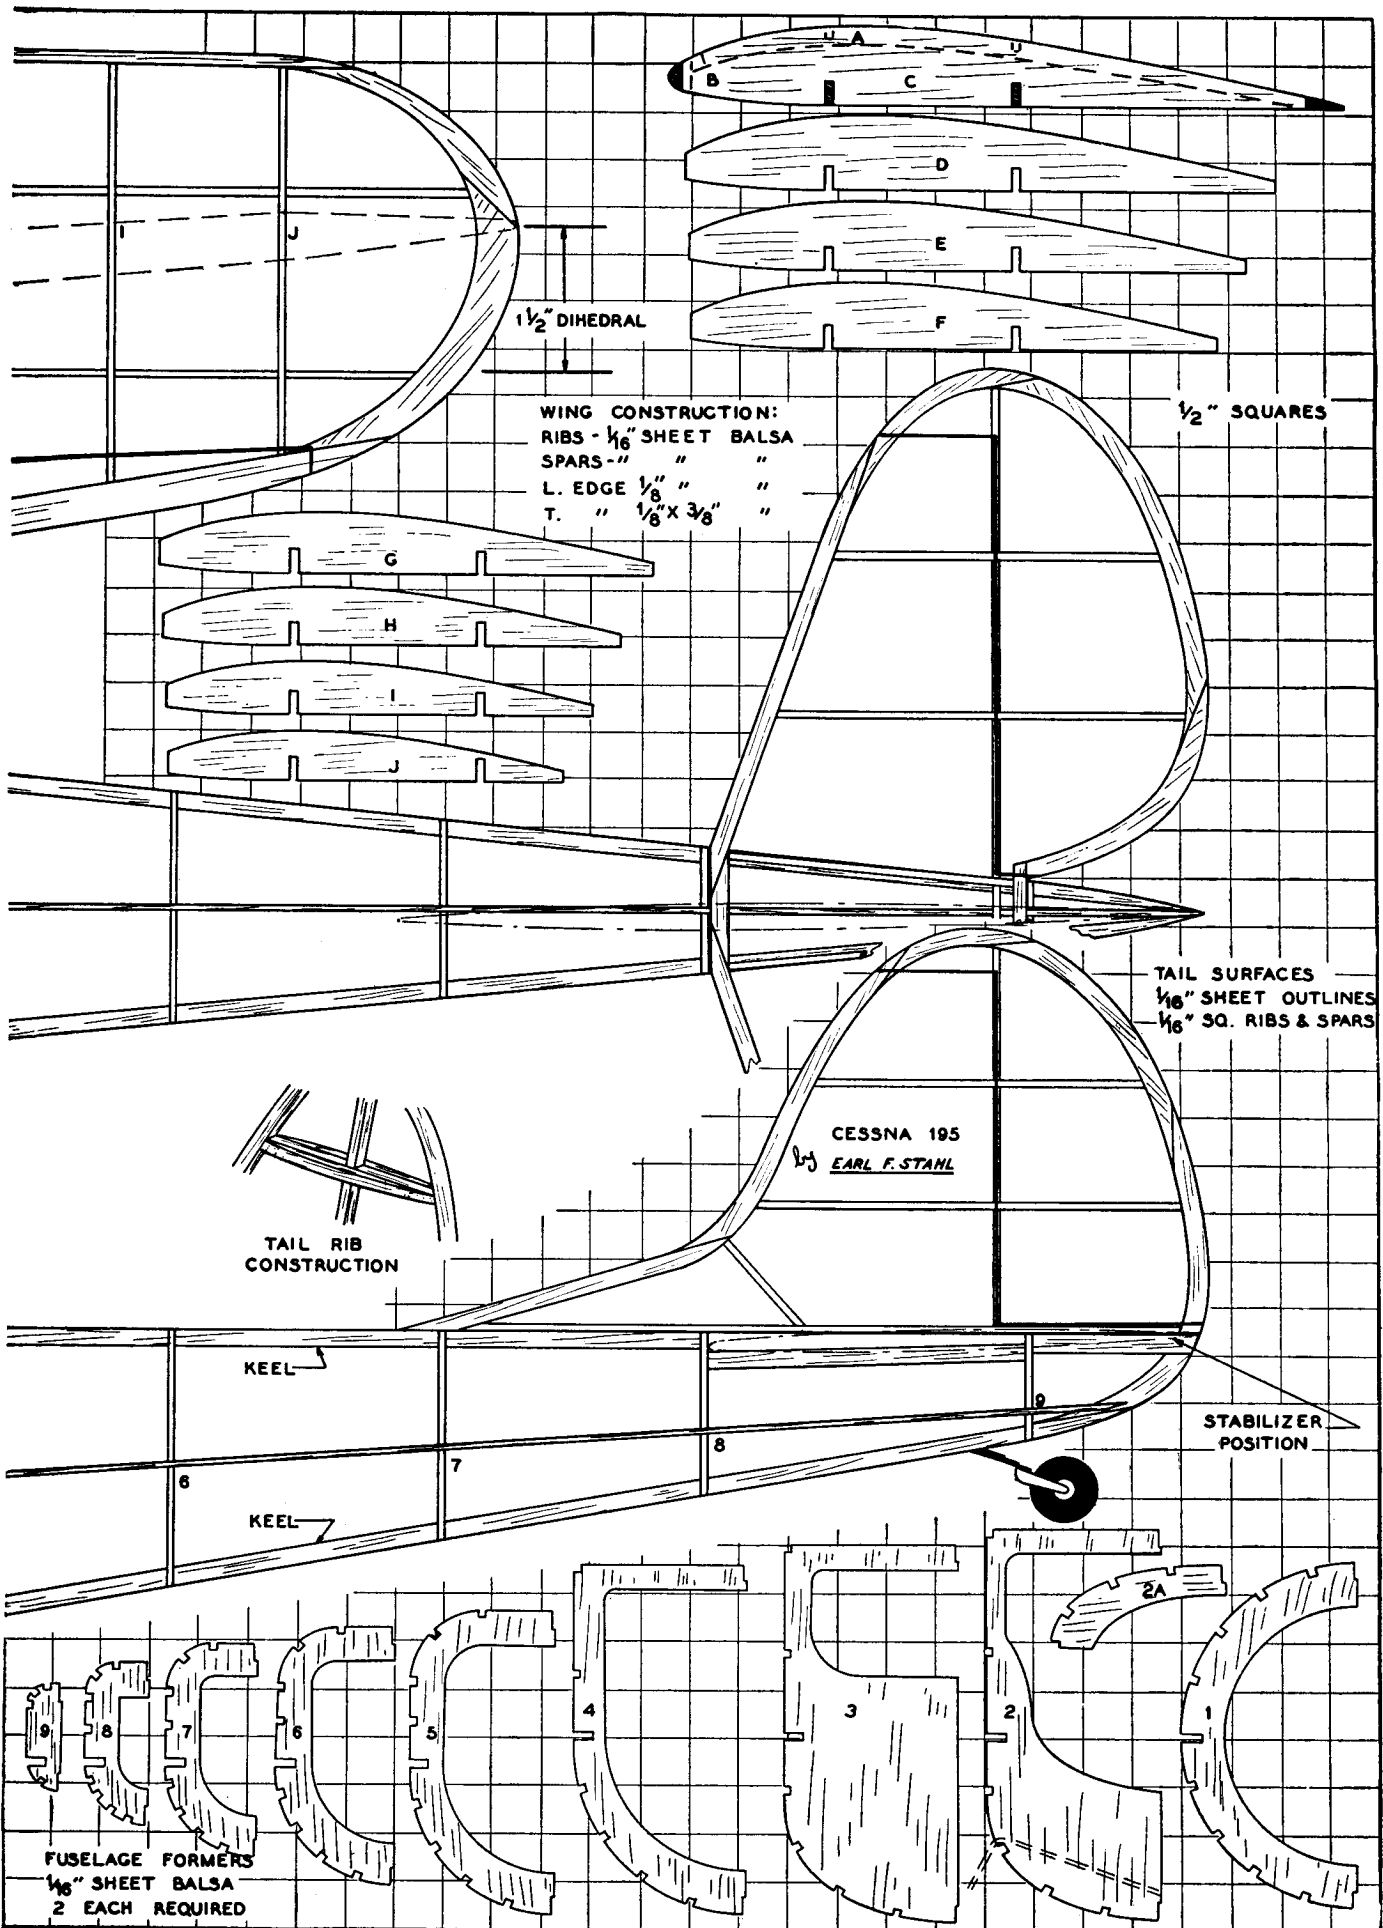 A
B
C
D
E
F
I
J
1½" DIHEDRAL
WING CONSTRUCTION:
RIBS - 1/16" SHEET BALSA
SPARS - " " "
L. EDGE 1/8" " "
T. " 1/8" X 3/8" "
½" SQUARES
G
H
I
J
TAIL SURFACES
1/16" SHEET OUTLINES
1/16" SQ. RIBS & SPARS
CESSNA 195
by EARL F. STAHL
TAIL RIB
CONSTRUCTION
KEEL
STABILIZER
POSITION
6
7
8
9
KEEL
9
8
7
6
5
4
3
2
2A
1
FUSELAGE FORMERS
1/16" SHEET BALSA
2 EACH REQUIRED